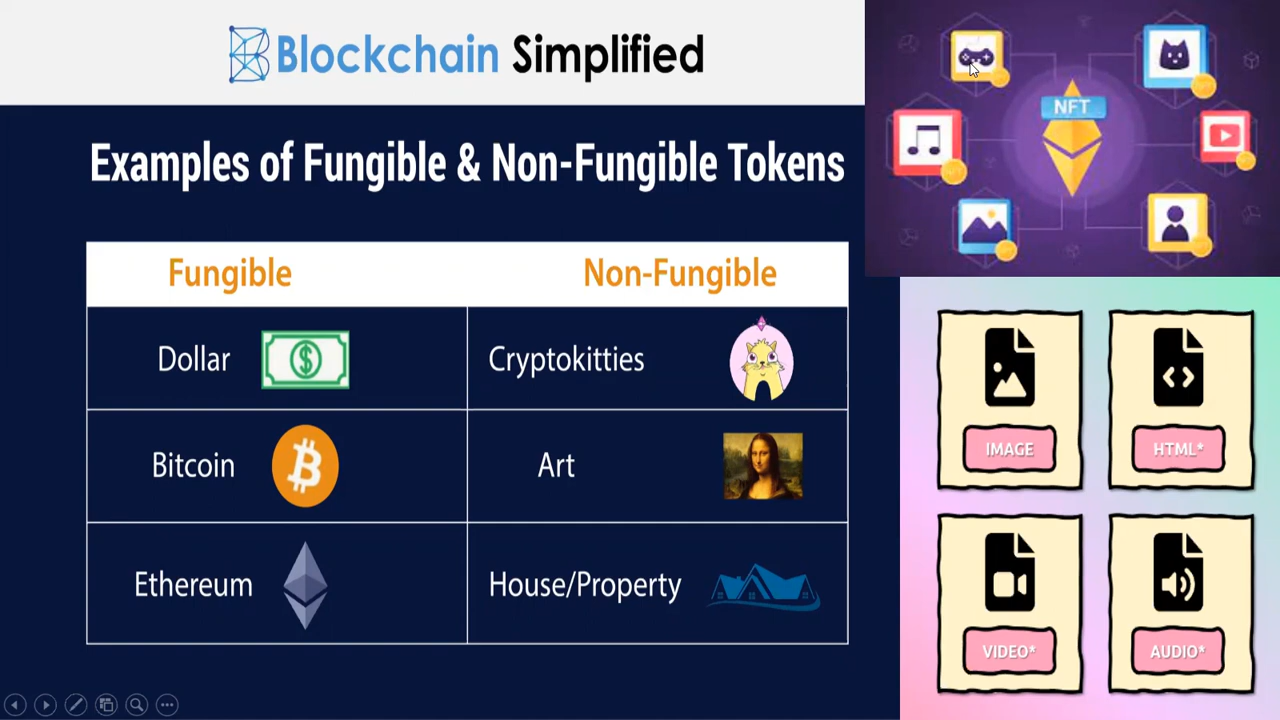 Blockchain Simplified
Examples of Fungible & Non-Fungible Tokens
Fungible Non-Fungible
Dollar Cryptokitties
Bitcoin Art
Ethereum House/Property
NFT
IMAGE HTML*
VIDEO* AUDIO*